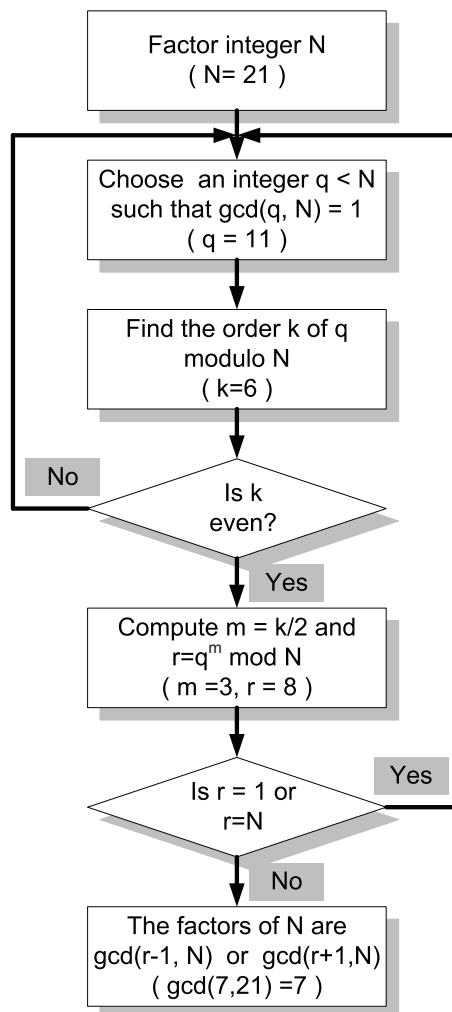 Factor integer N
( N= 21 )
Choose an integer q < N
such that gcd(q, N) = 1
( q = 11 )
Find the order k of q
modulo N
( k=6 )
No
Is k
even?
Yes
Compute m = k/2 and
r=q^m mod N
( m =3, r = 8 )
Yes
Is r = 1 or
r=N
No
The factors of N are
gcd(r-1, N) or gcd(r+1,N)
( gcd(7,21) =7 )